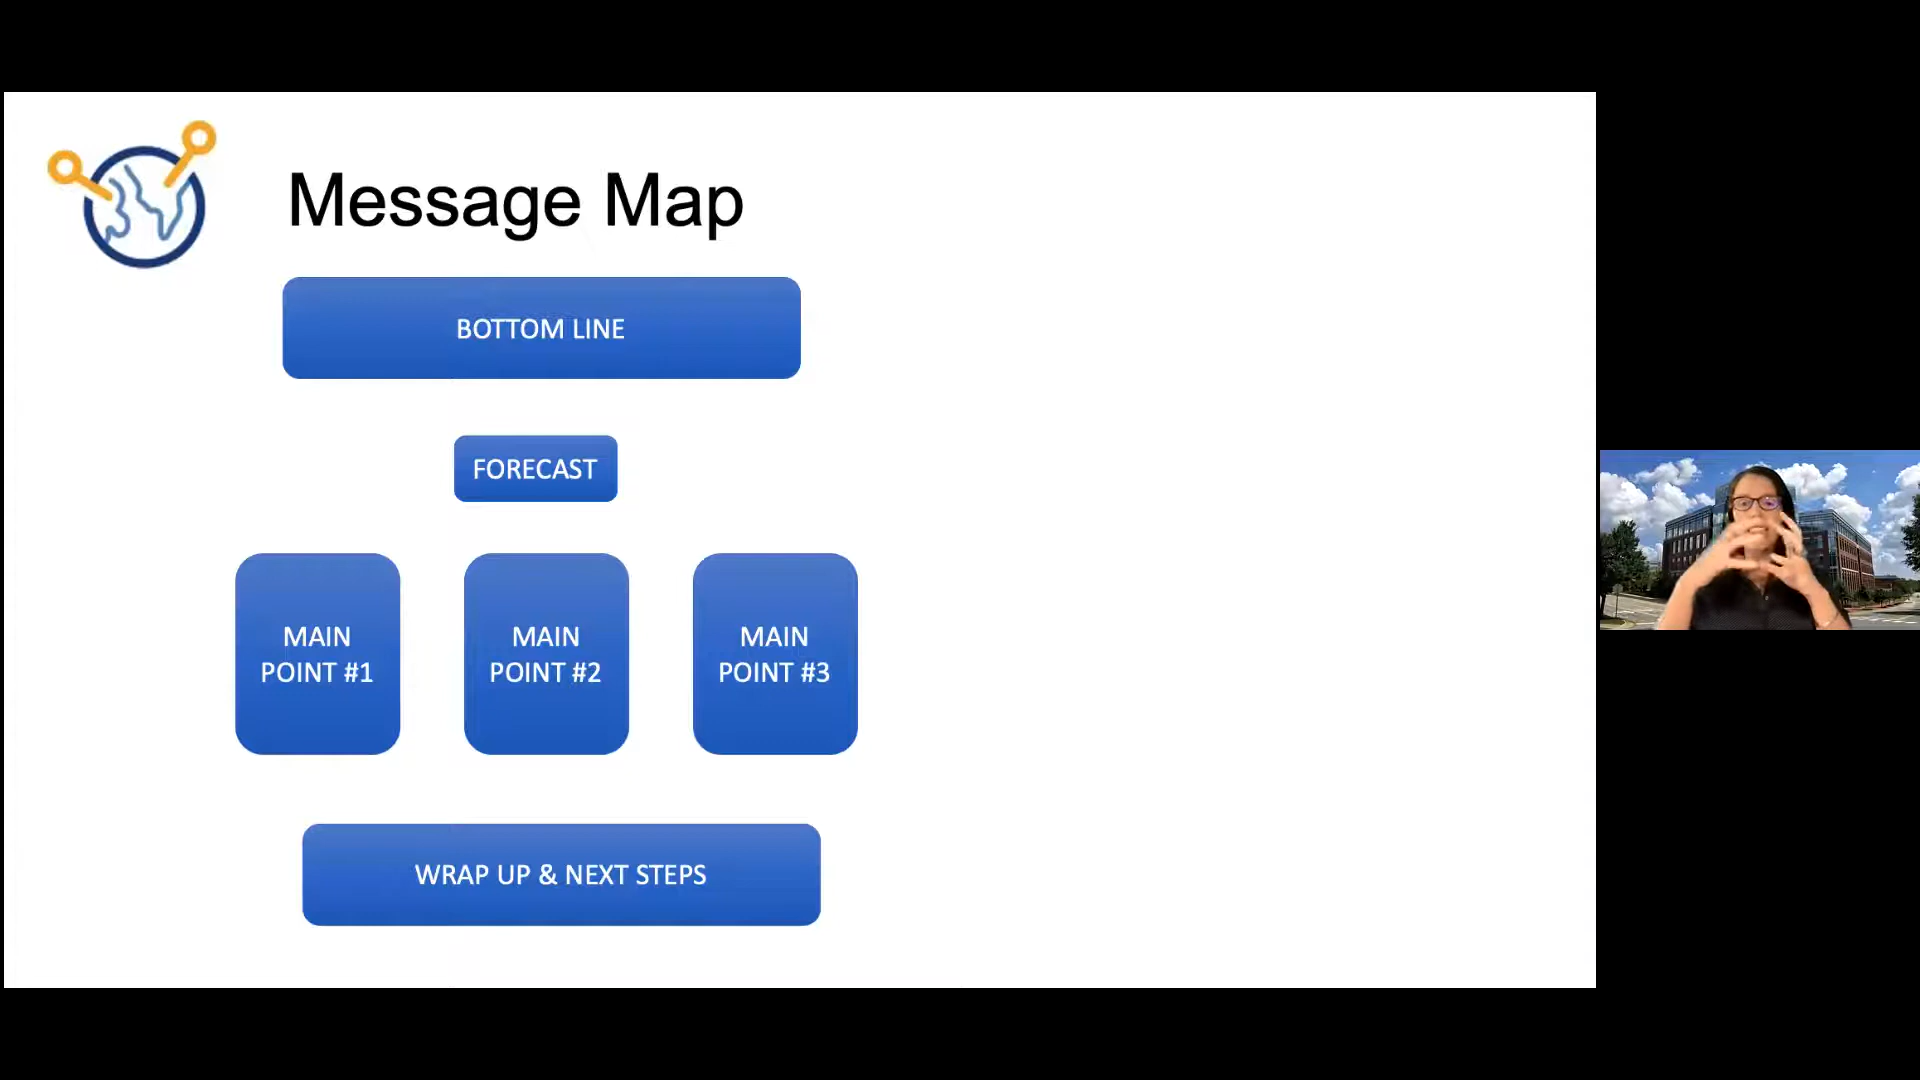 Message Map
BOTTOM LINE
FORECAST
MAIN
POINT #1
MAIN
POINT #2
MAIN
POINT #3
WRAP UP & NEXT STEPS